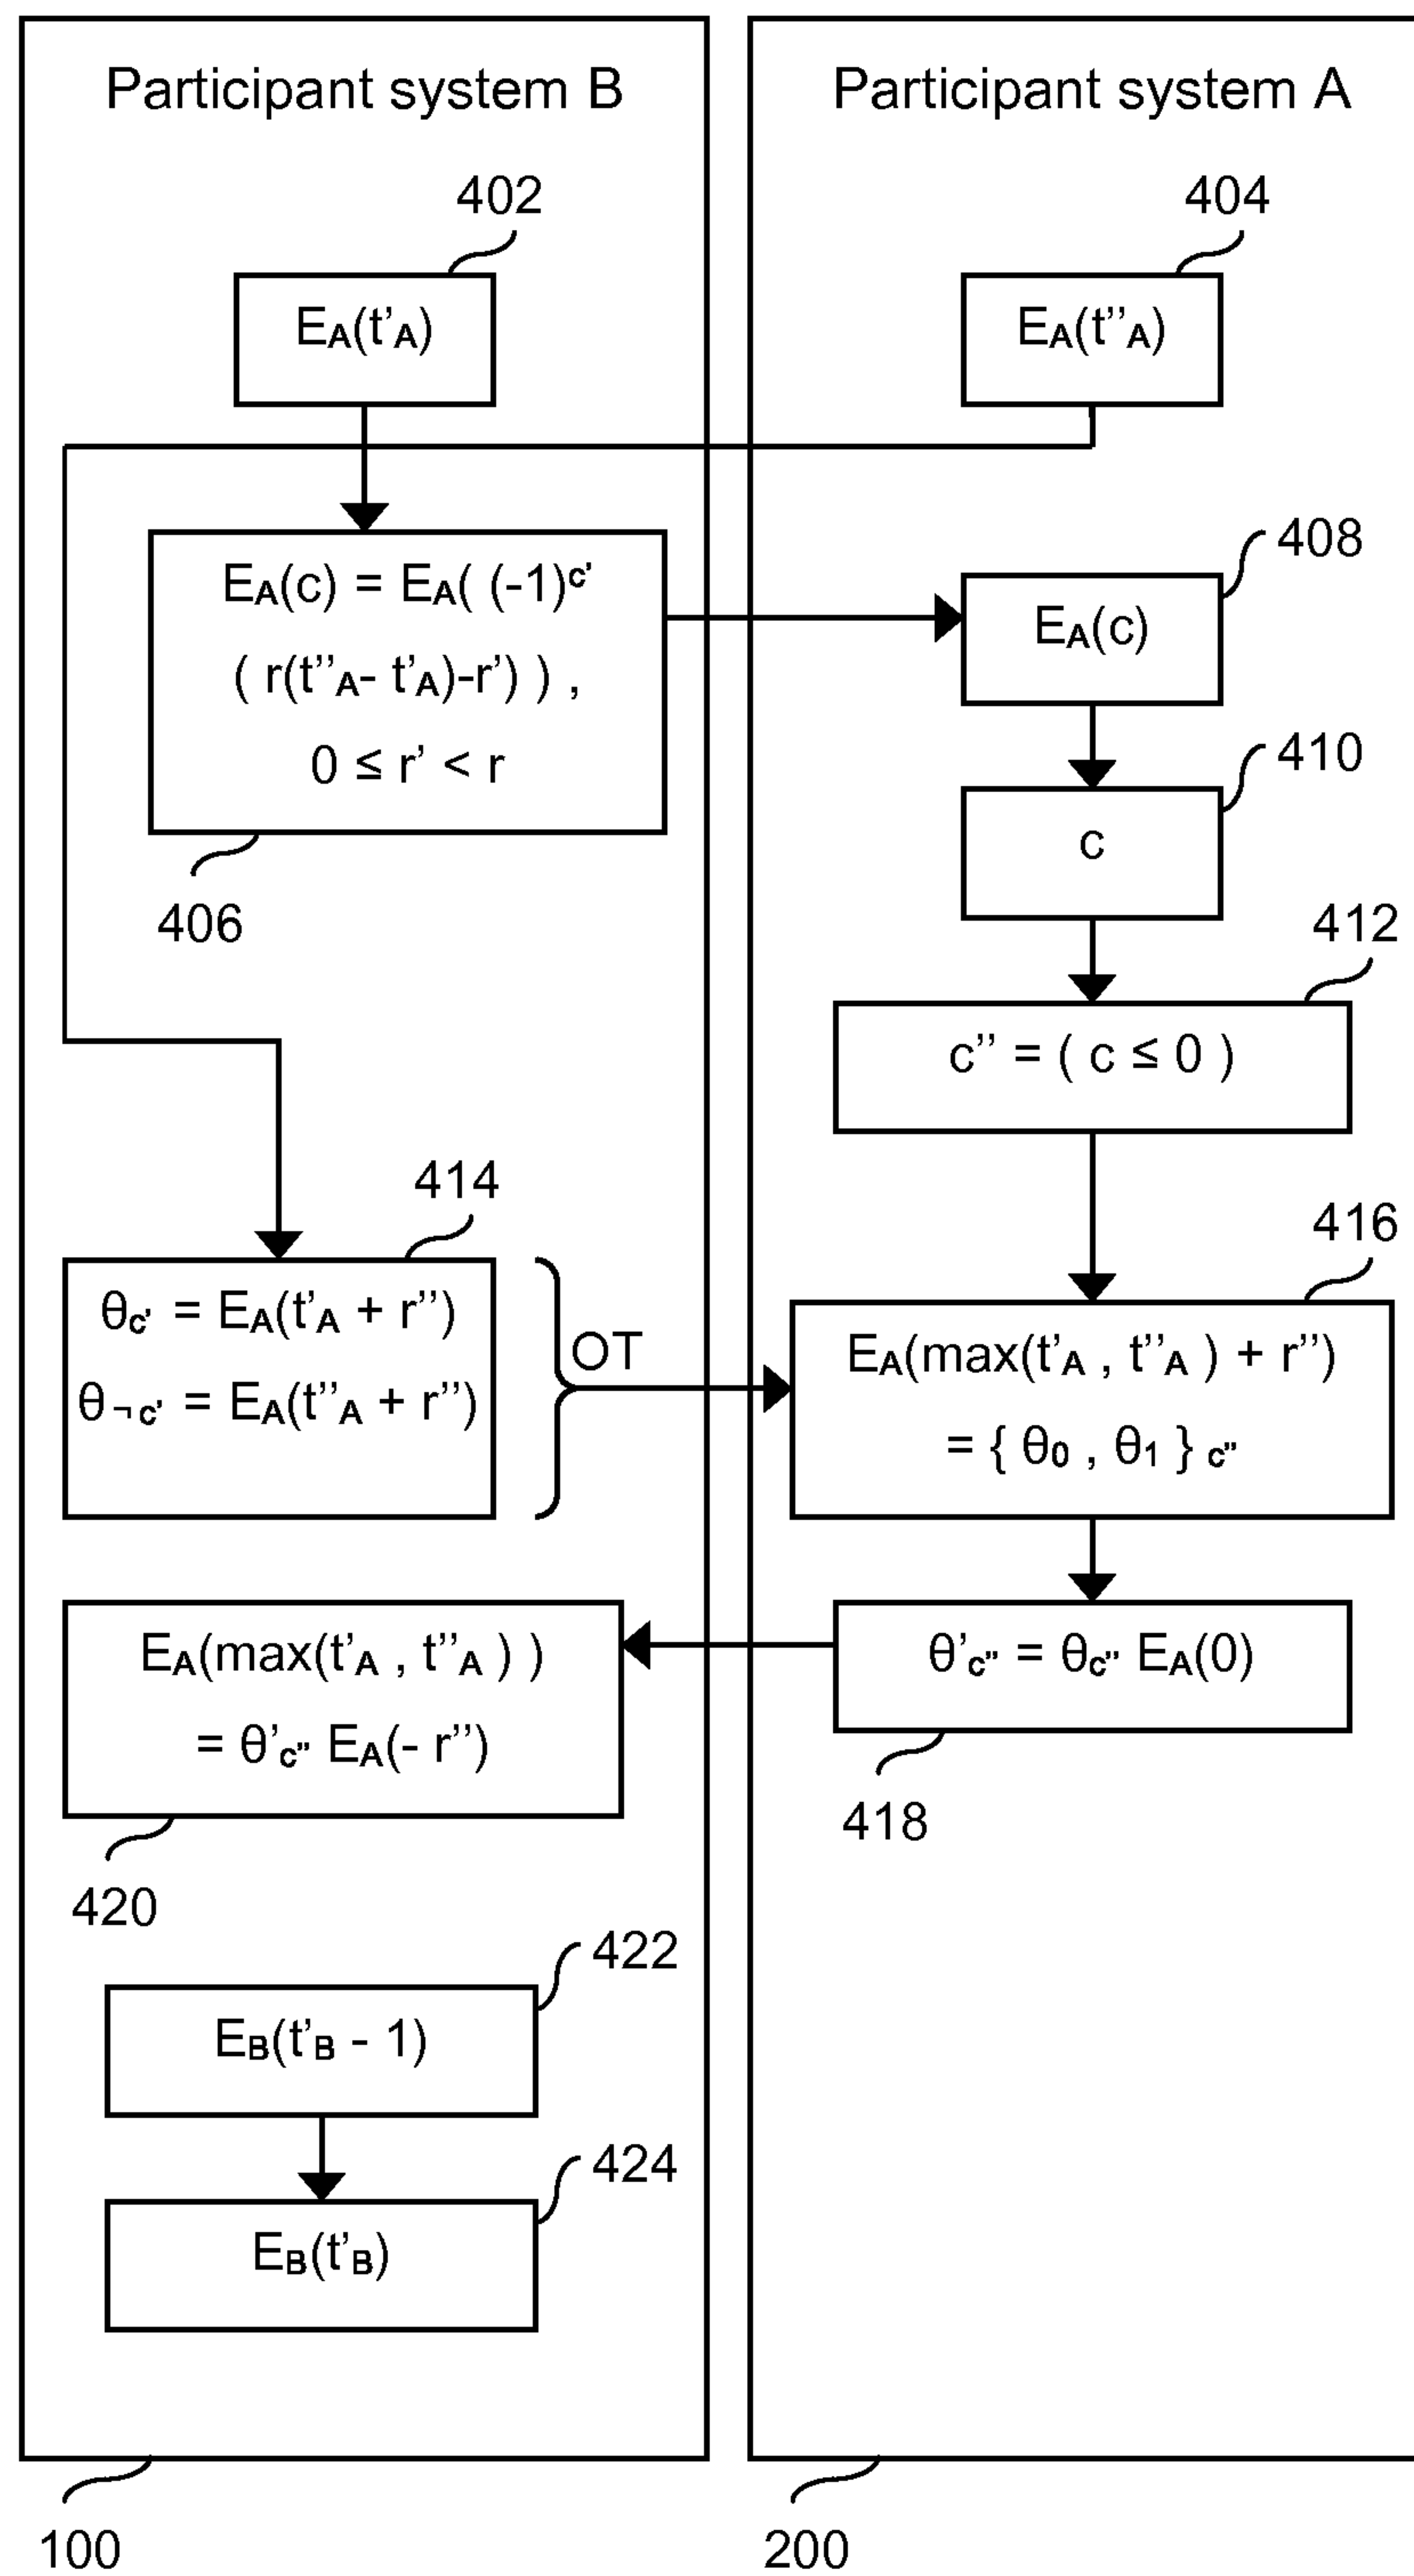 Participant system B
Participant system A
402
404
EA(t’A)
EA(t’’A)
EA(c) = EA( (-1)c’
( r(t’’A- t’A)-r’) ) ,
0 ≤ r’ < r
406
408
EA(c)
410
c
412
c’’ = ( c ≤ 0 )
414
θc’ = EA(t’A + r’’)
θ¬c’ = EA(t’’A + r’’)
OT
416
EA(max(t’A , t’’A ) + r’’)
= { θ0 , θ1 } c’’
θ’c’’ = θc’’ EA(0)
418
EA(max(t’A , t’’A ) )
= θ’c’’ EA(- r’’)
420
422
EB(t’B - 1)
424
EB(t’B)
100
200